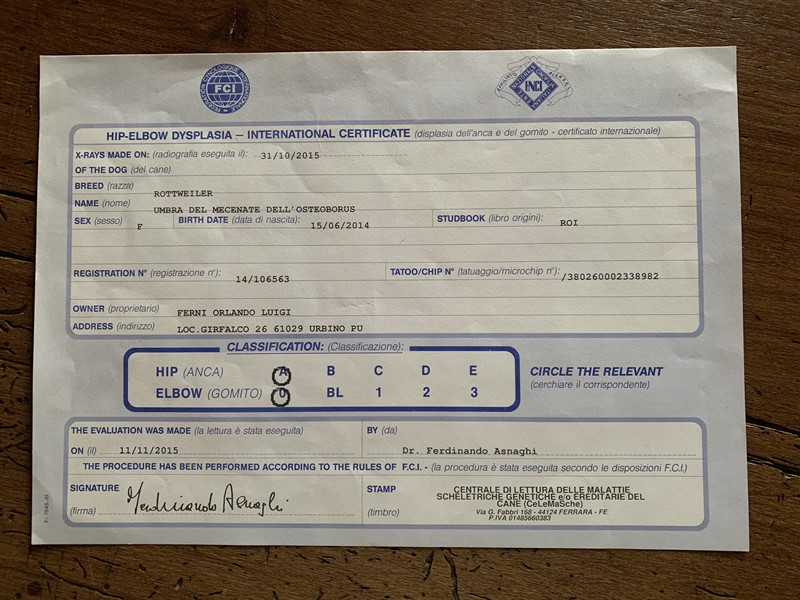 FCI
ENCI
HIP-ELBOW DYSPLASIA – INTERNATIONAL CERTIFICATE (displasia dell'anca e del gomito - certificato internazionale)
X-RAYS MADE ON: (radiografia eseguita il): 31/10/2015
OF THE DOG (del cane)
BREED (razza) ROTTWEILER
NAME (nome) UMBRA DEL MECENATE DELL'OSTEOBORUS
SEX (sesso) F BIRTH DATE (data di nascita): 15/06/2014 STUDBOOK (libro origini): ROI
REGISTRATION N° (registrazione n°): 14/106563 TATOO/CHIP N° (tatuaggio/microchip n°): /380260002338982
OWNER (proprietario) FERNI ORLANDO LUIGI
ADDRESS (indirizzo) LOC.GIRFALCO 26 61029 URBINO PU
CLASSIFICATION: (Classificazione):
HIP (ANCA) A B C D E
ELBOW (GOMITO) 0 BL 1 2 3
CIRCLE THE RELEVANT
(cerchiare il corrispondente)
THE EVALUATION WAS MADE (la lettura è stata eseguita)
ON (il) 11/11/2015
BY (da)
Dr. Ferdinando Asnaghi
THE PROCEDURE HAS BEEN PERFORMED ACCORDING TO THE RULES OF F.C.I. - (la procedura è stata eseguita secondo le disposizioni F.C.I.)
SIGNATURE
(firma) Ferdinando Asnaghi
STAMP
(timbro)
CENTRALE DI LETTURA DELLE MALATTIE
SCHELETRICHE GENETICHE e/o EREDITARIE DEL
CANE (CeLeMaSche)
Via G. Fabbri 168 - 44124 FERRARA - FE
P.IVA 01485660383